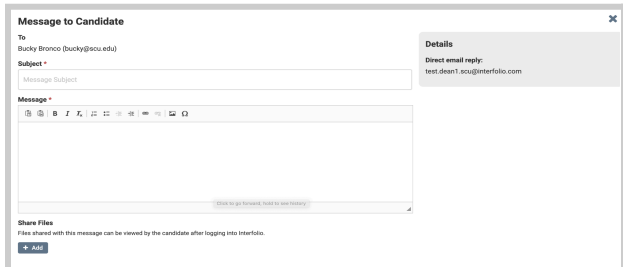 Message to Candidate
To
Bucky Bronco (bucky@scu.edu)
Subject *
Message Subject
Message *
B I Tx Ω
Click to go forward, hold to see history
Share Files
Files shared with this message can be viewed by the candidate after logging into Interfolio.
+ Add
Details
Direct email reply:
test.dean1.scu@interfolio.com